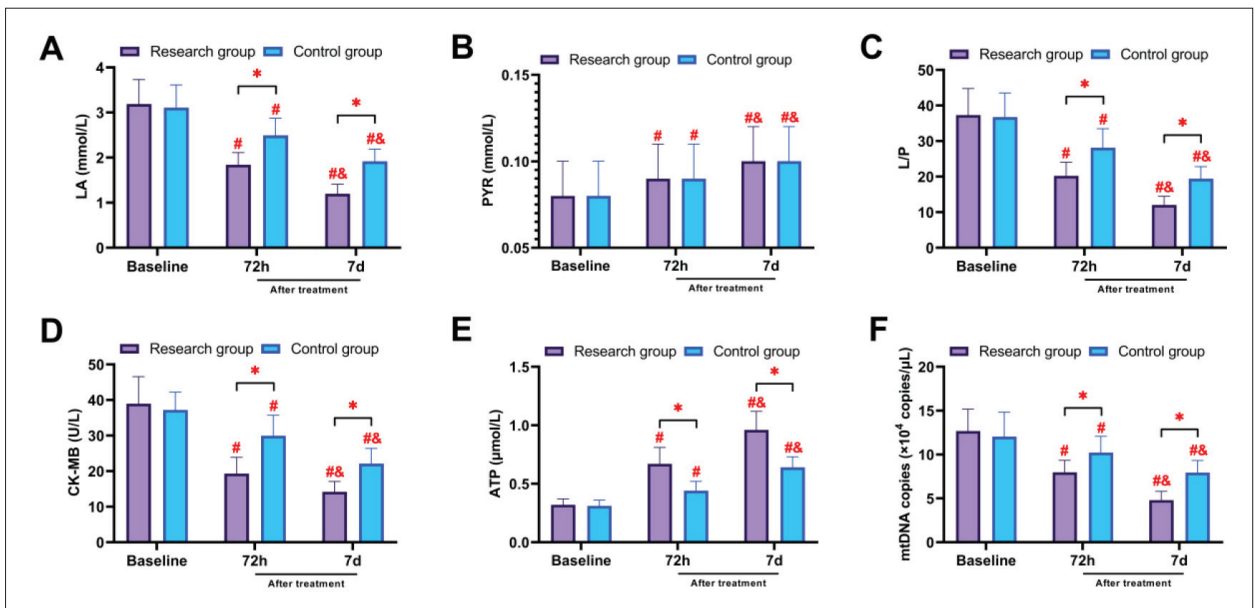 A
Research group Control group
LA (mmol/L)
4
3
2
1
0
*
*
#
#
#&
#&
Baseline 72h 7d
After treatment
B
Research group Control group
PYR (mmol/L)
0.15
0.10
0.05
#
#
#&
#&
Baseline 72h 7d
After treatment
C
Research group Control group
L/P
50
40
30
20
10
0
*
*
#
#
#&
#&
Baseline 72h 7d
After treatment
D
Research group Control group
CK-MB (U/L)
50
40
30
20
10
0
*
*
#
#
#&
#&
Baseline 72h 7d
After treatment
E
Research group Control group
ATP (μmol/L)
1.5
1.0
0.5
0.0
*
*
#
#
#&
#&
Baseline 72h 7d
After treatment
F
Research group Control group
mtDNA copies (×10⁴ copies/μL)
20
15
10
5
0
*
*
#
#
#&
#&
Baseline 72h 7d
After treatment